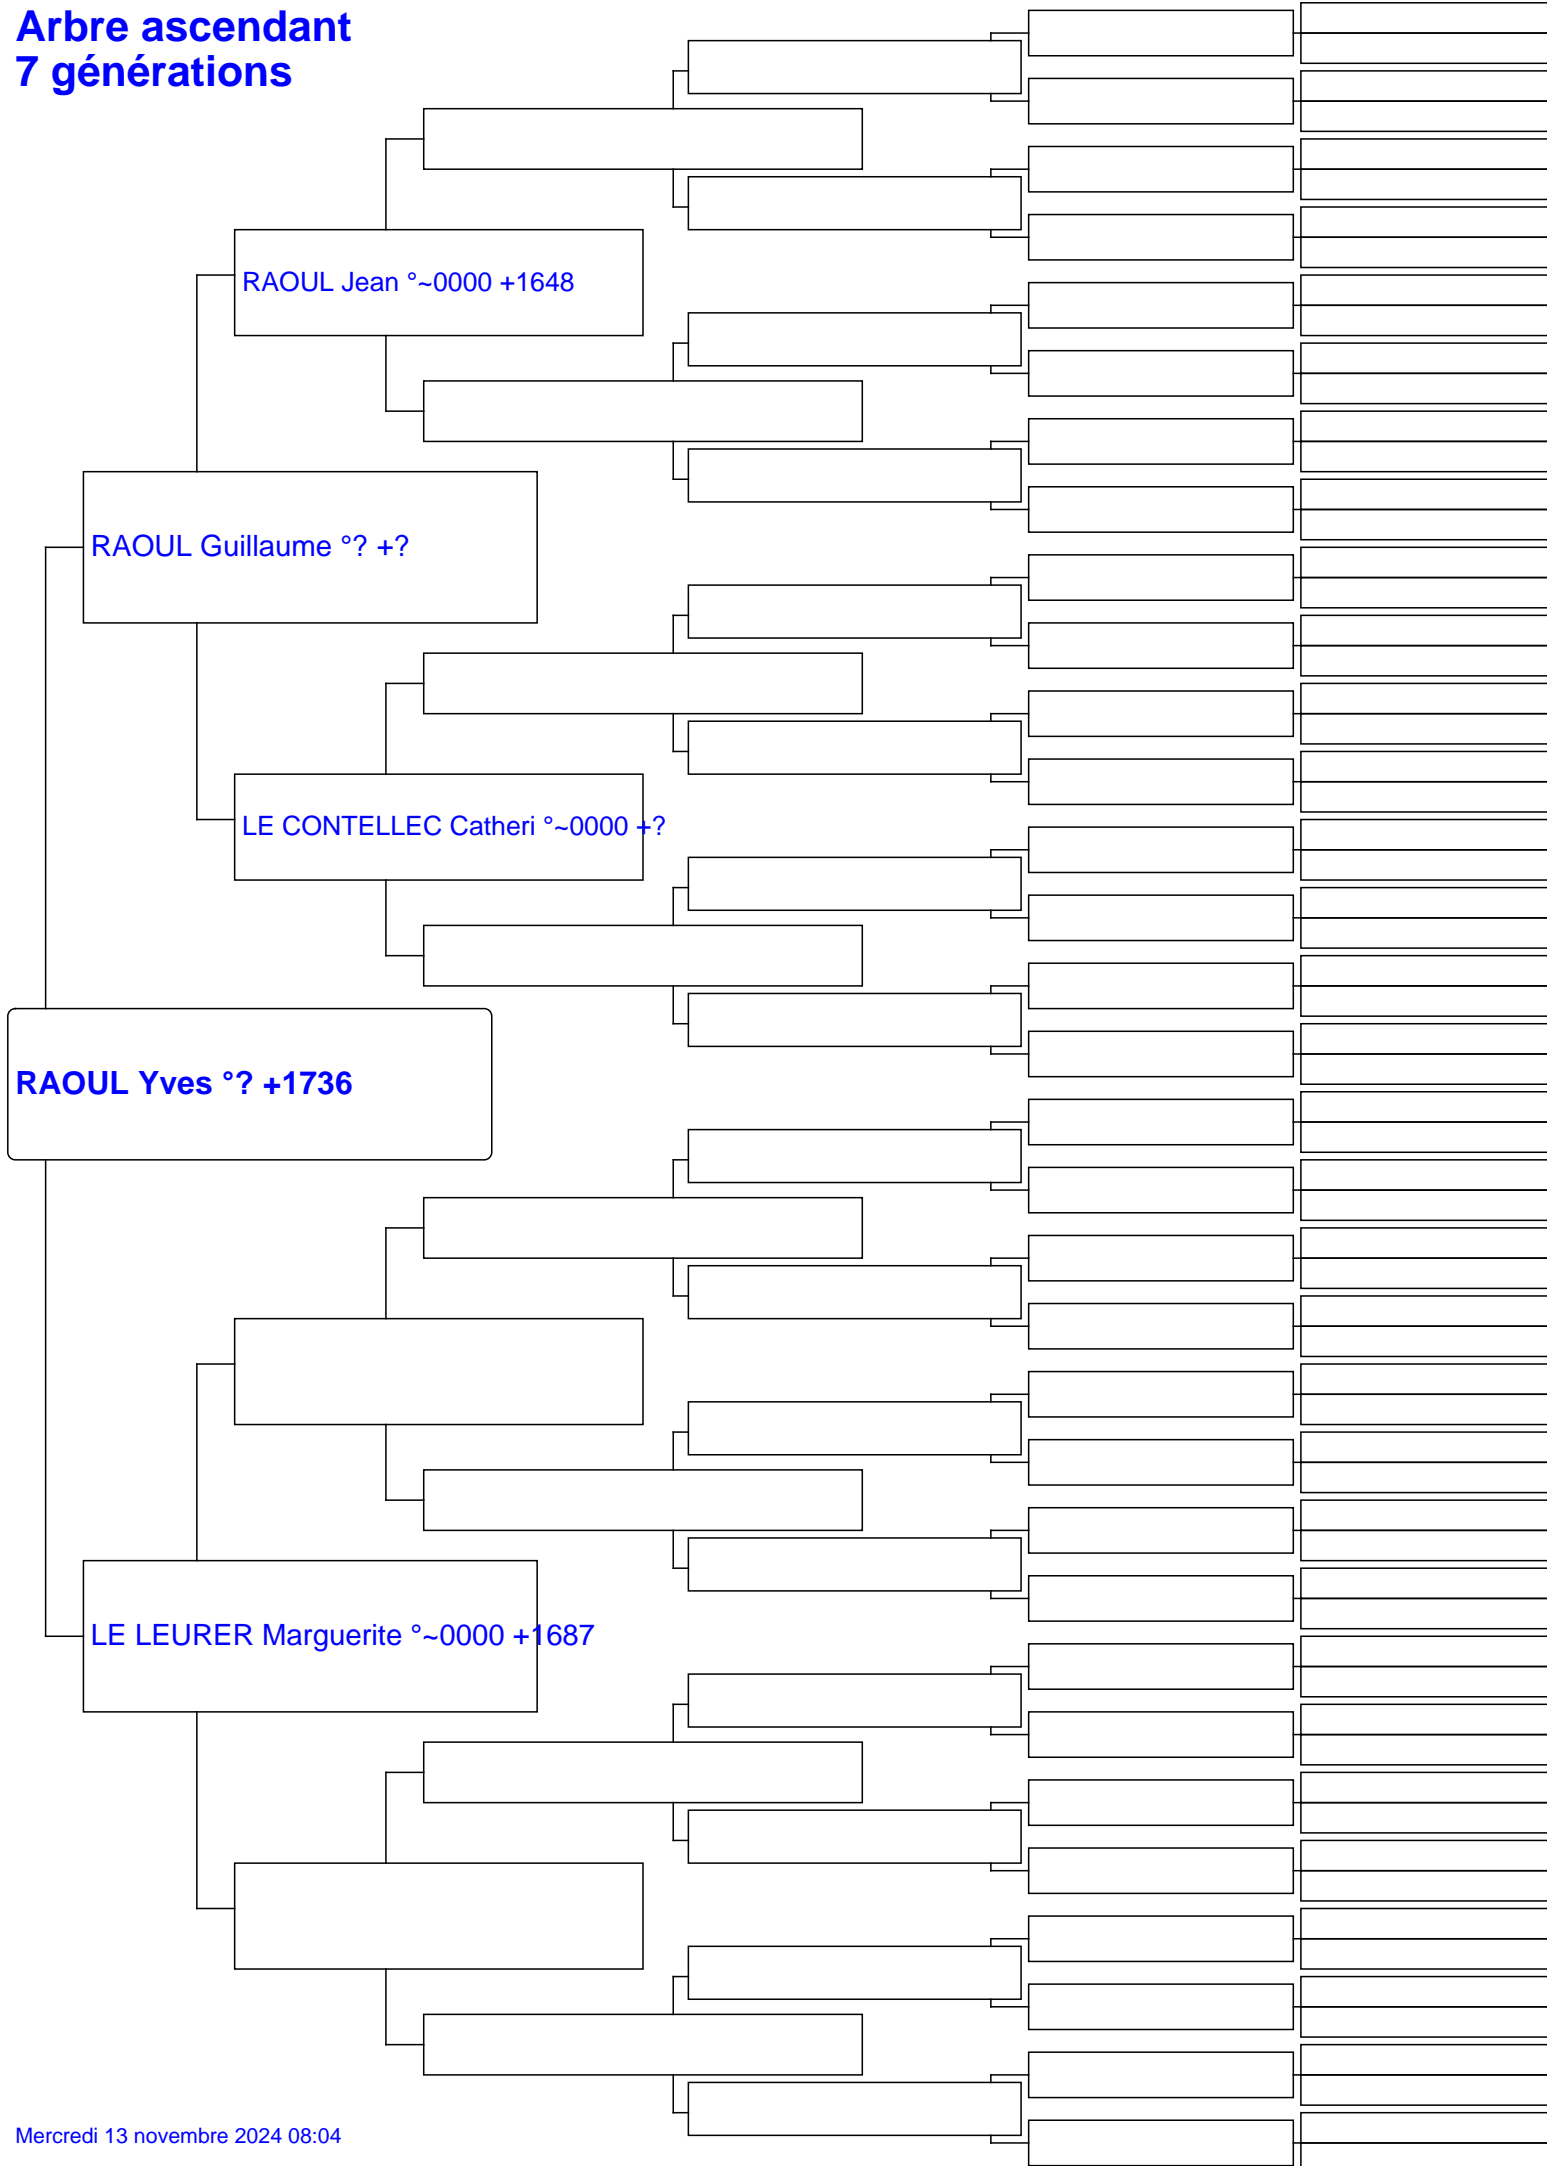 Arbre ascendant
7 générations
RAOUL Jean °~0000 +1648
RAOUL Guillaume °? +?
LE CONTELLEC Catheri °~0000 +?
RAOUL Yves °? +1736
LE LEURER Marguerite °~0000 +1687
Mercredi 13 novembre 2024 08:04